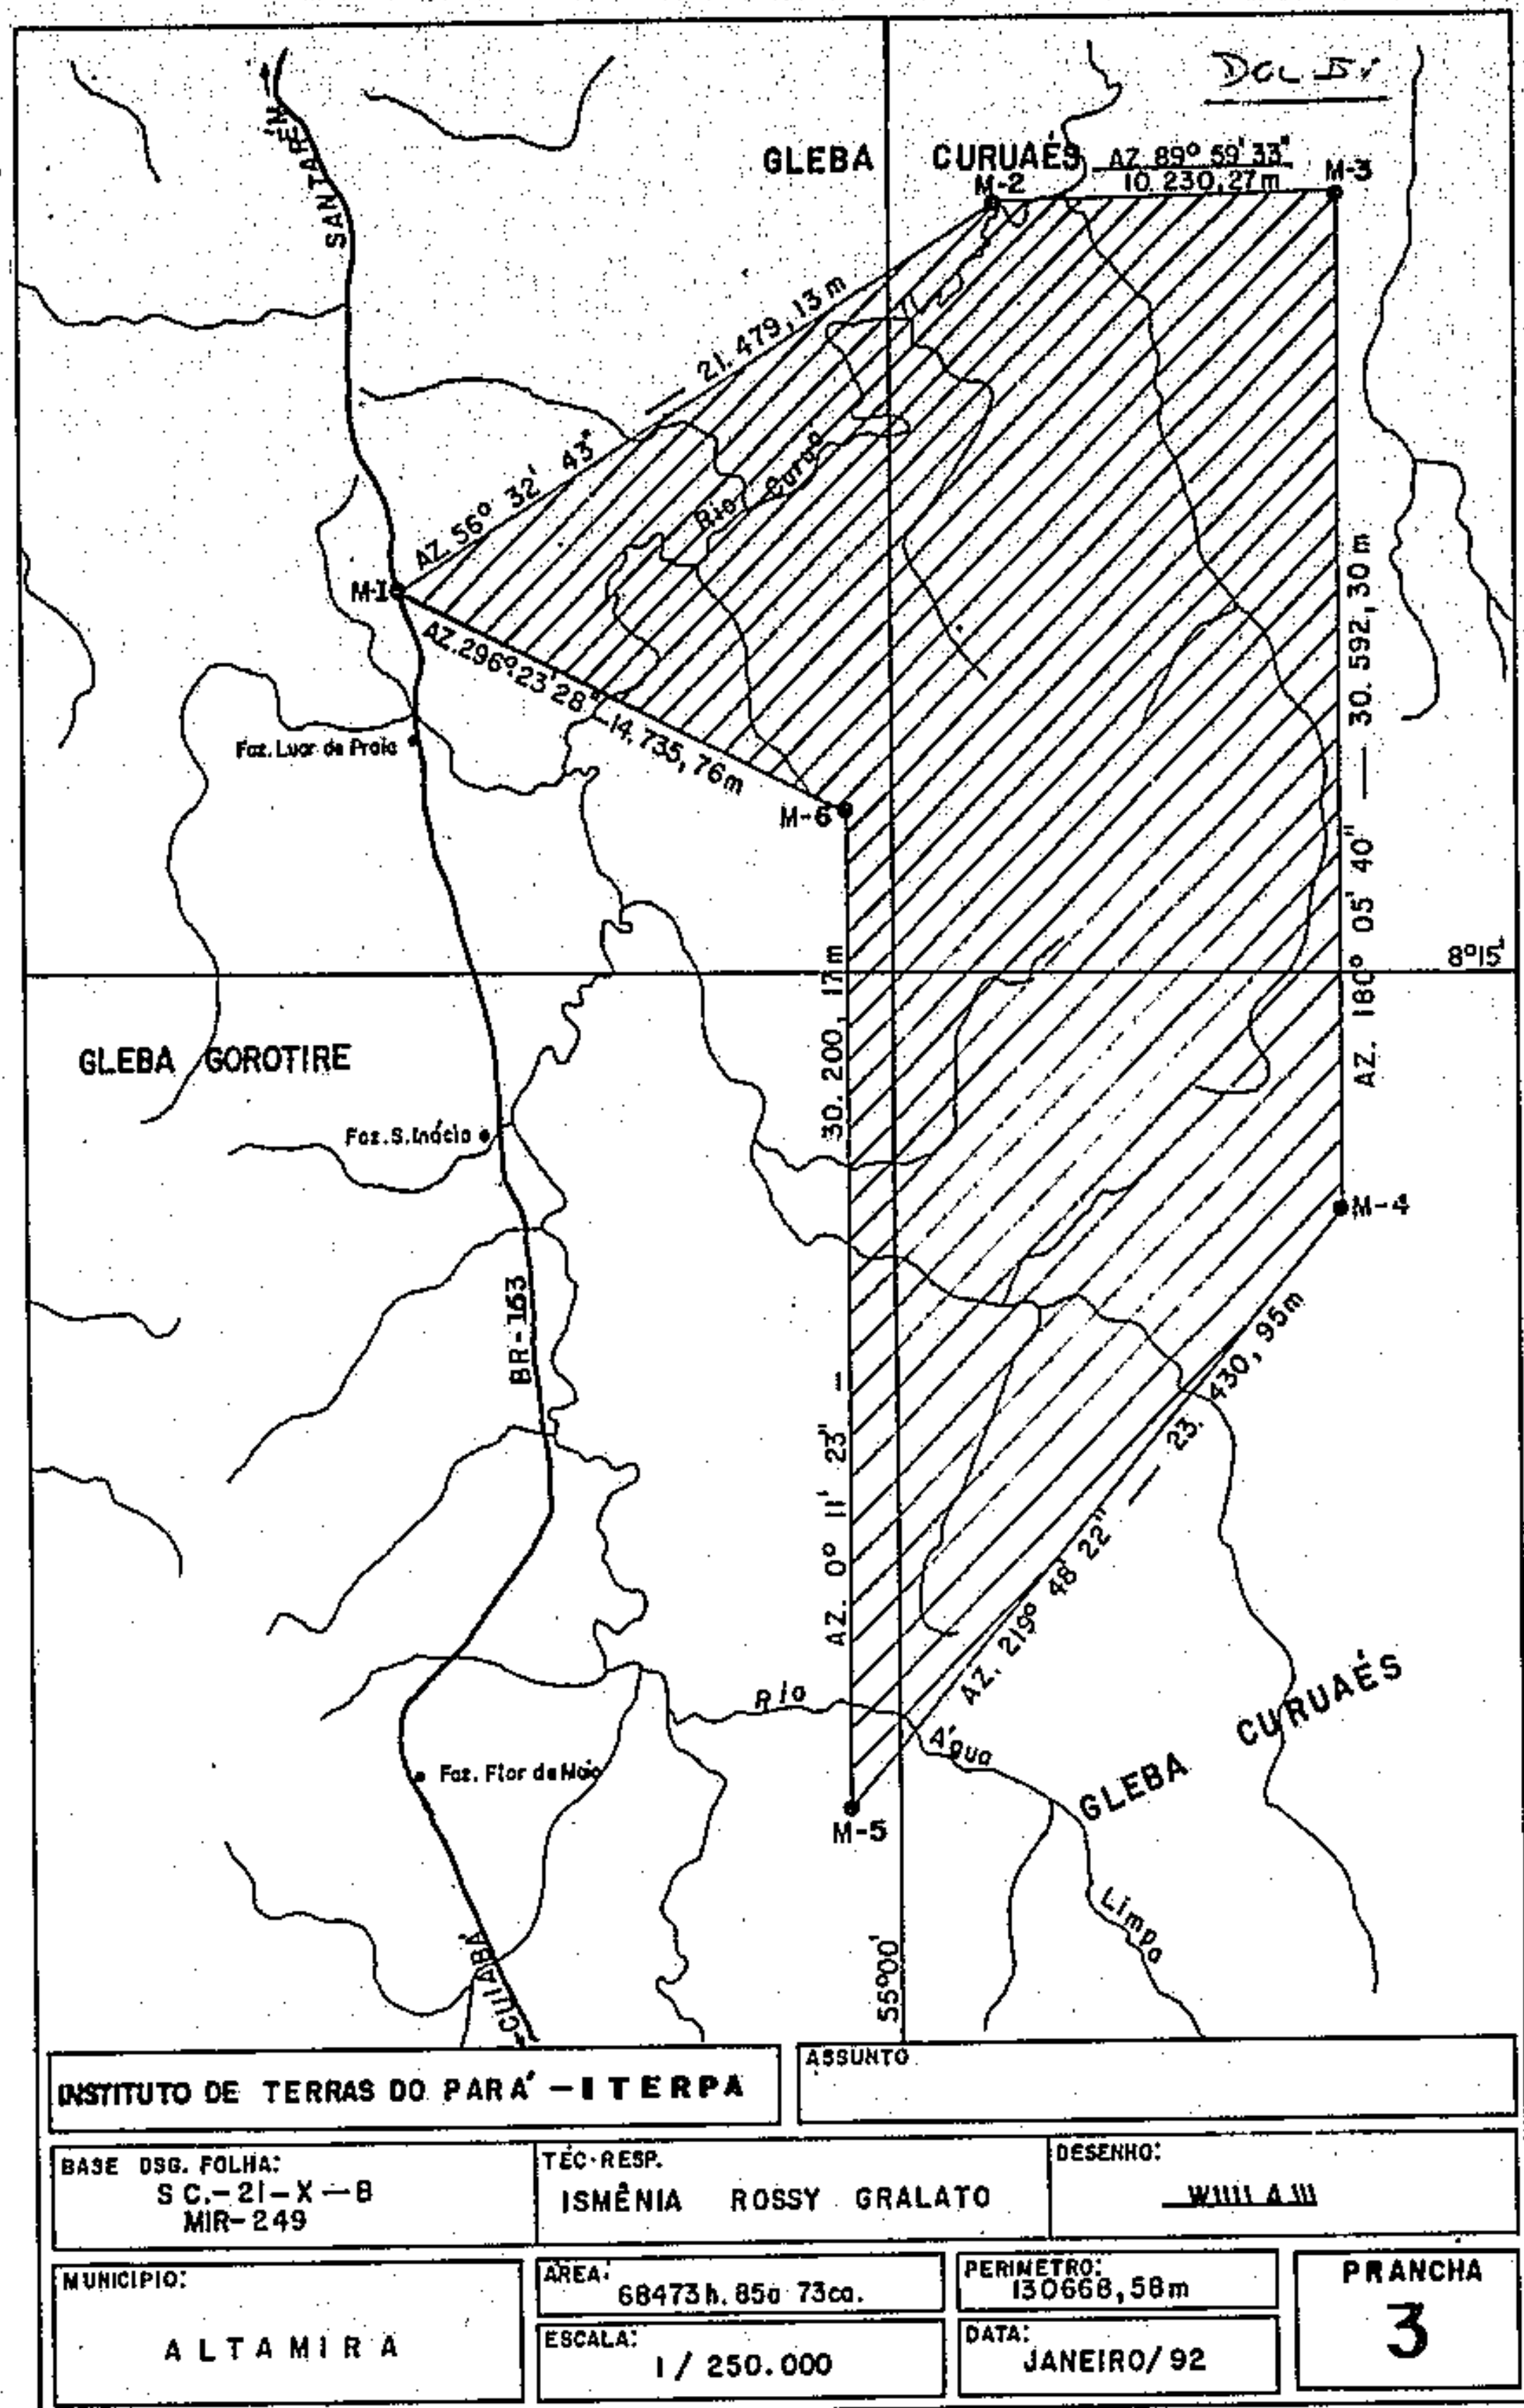 SANTARÉN
GLEBA CURUAÉS
AZ. 89° 59' 33"
10.230,27m
M-2
M-3
21.479,13 m
AZ. 56° 32' 43"
Rio Curuá
M-I
AZ. 296° 23' 28" - 14.735,76m
Faz. Luar da Praia
M-6
30.592,30 m
AZ. 180° 05' 40"
8°15'
30.200,17m
AZ. 0° 11' 23"
GLEBA GOROTIRE
Faz. S. Inácio
M-4
BR-163
23.430,95m
AZ. 219° 48' 22"
Rio Água Limpa
GLEBA CURUAÉS
Faz. Flor de Maio
M-5
55°00'
CUIABÁ
INSTITUTO DE TERRAS DO PARÁ - ITERPA
ASSUNTO
BASE DSG. FOLHA:
SC.-21-X-B
MIR-249
TÉC-RESP.
ISMÊNIA ROSSY GRALATO
DESENHO:
MUNICIPIO:
ALTAMIRA
ÁREA:
68473h. 85a 73ca.
PERIMETRO:
130668,58m
ESCALA:
1/250.000
DATA:
JANEIRO/92
PRANCHA
3